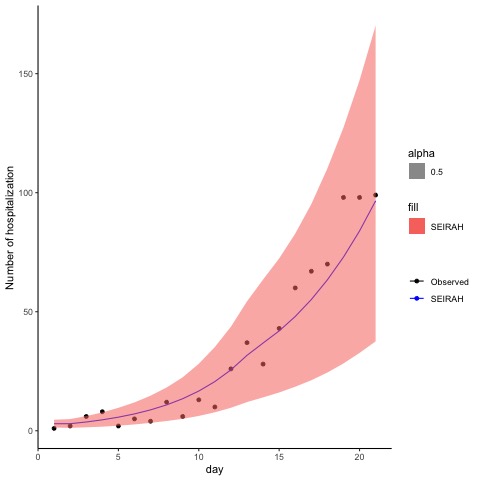 Number of hospitalization
150
100
50
0
0
5
10
15
20
day
alpha
0.5
fill
SEIRAH
Observed
SEIRAH